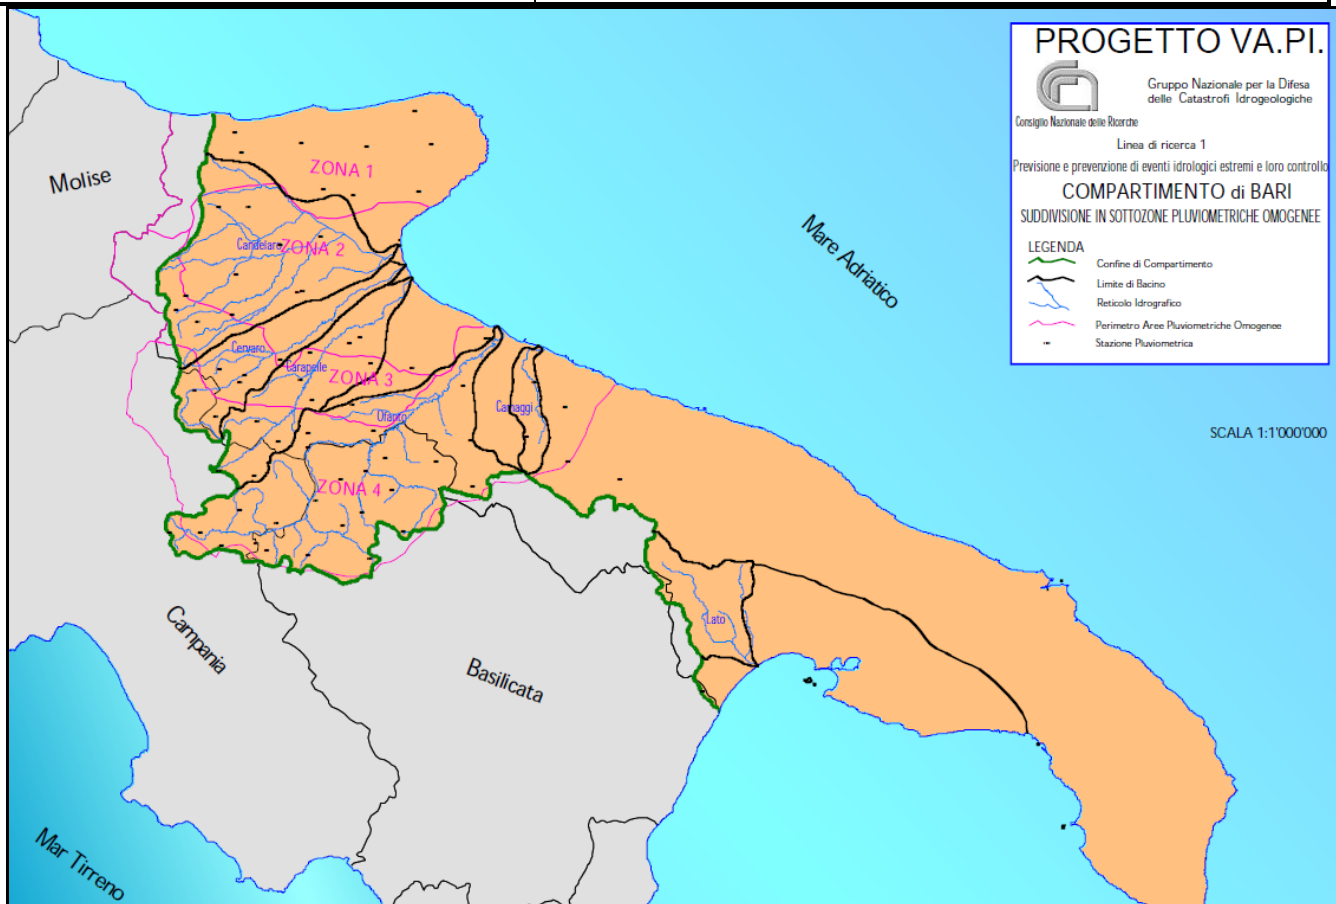 PROGETTO VA.PI.
Gruppo Nazionale per la Difesa
delle Catastrofi Idrogeologiche
Consiglio Nazionale delle Ricerche
Linea di ricerca 1
Previsione e prevenzione di eventi idrologici estremi e loro controllo
COMPARTIMENTO di BARI
SUDDIVISIONE IN SOTTOZONE PLUVIOMETRICHE OMOGENEE
LEGENDA
Confine di Compartimento
Limite di Bacino
Reticolo Idrografico
Perimetro Aree Pluviometriche Omogenee
Stazione Pluviometrica
SCALA 1:1'000'000
Molise
ZONA 1
Mare Adriatico
Candelaro
ZONA 2
Cervaro
Carapelle
ZONA 3
Ofanto
Camaggi
ZONA 4
Lato
Campania
Basilicata
Mar Tirreno